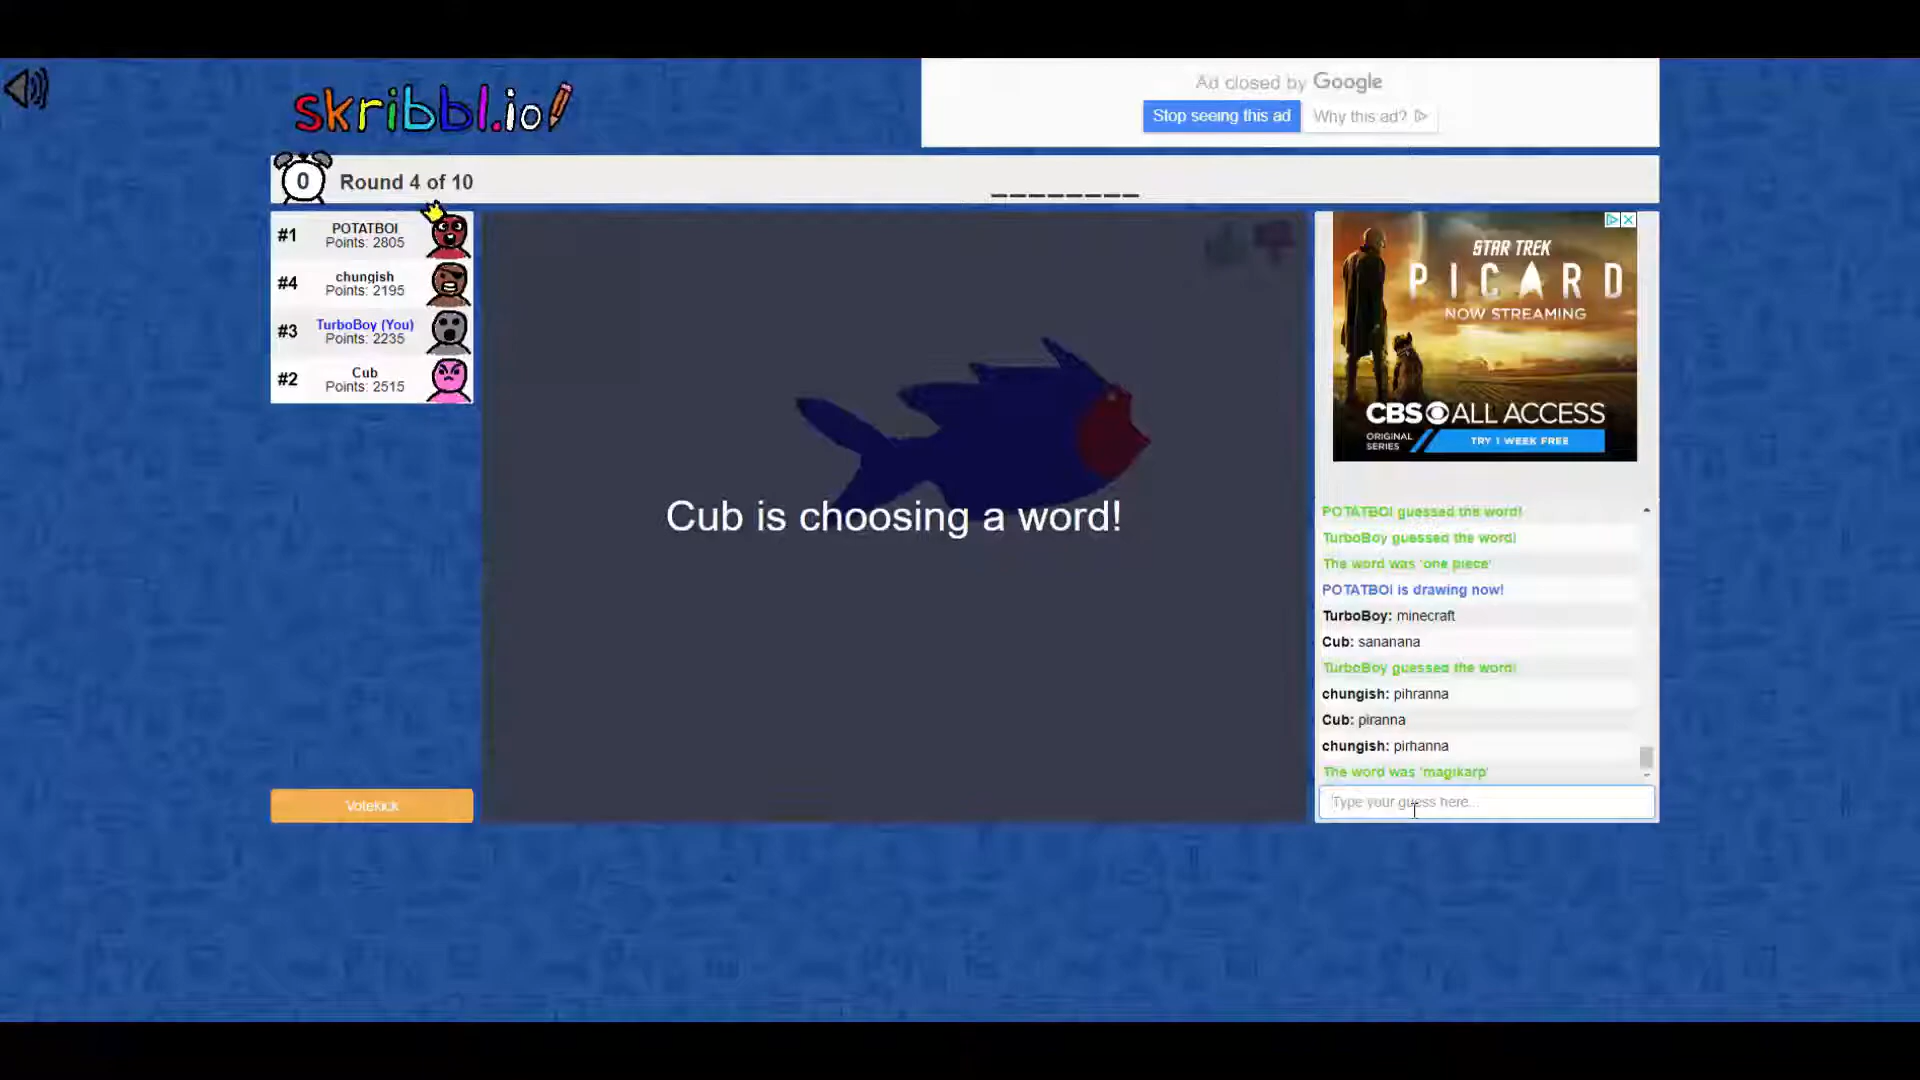 skribbl.io
Ad closed by Google
Stop seeing this ad
Why this ad?
0
Round 4 of 10
________
#1
POTATBOI
Points: 2805
#4
chungish
Points: 2195
#3
TurboBoy (You)
Points: 2235
#2
Cub
Points: 2515
Votekick
Cub is choosing a word!
STAR TREK
PICARD
NOW STREAMING
CBS ALL ACCESS
ORIGINAL SERIES
TRY 1 WEEK FREE
POTATBOI guessed the word!
TurboBoy guessed the word!
The word was 'one piece'
POTATBOI is drawing now!
TurboBoy: minecraft
Cub: sananana
TurboBoy guessed the word!
chungish: pihranna
Cub: piranna
chungish: pirhanna
The word was 'magikarp'
Type your guess here...